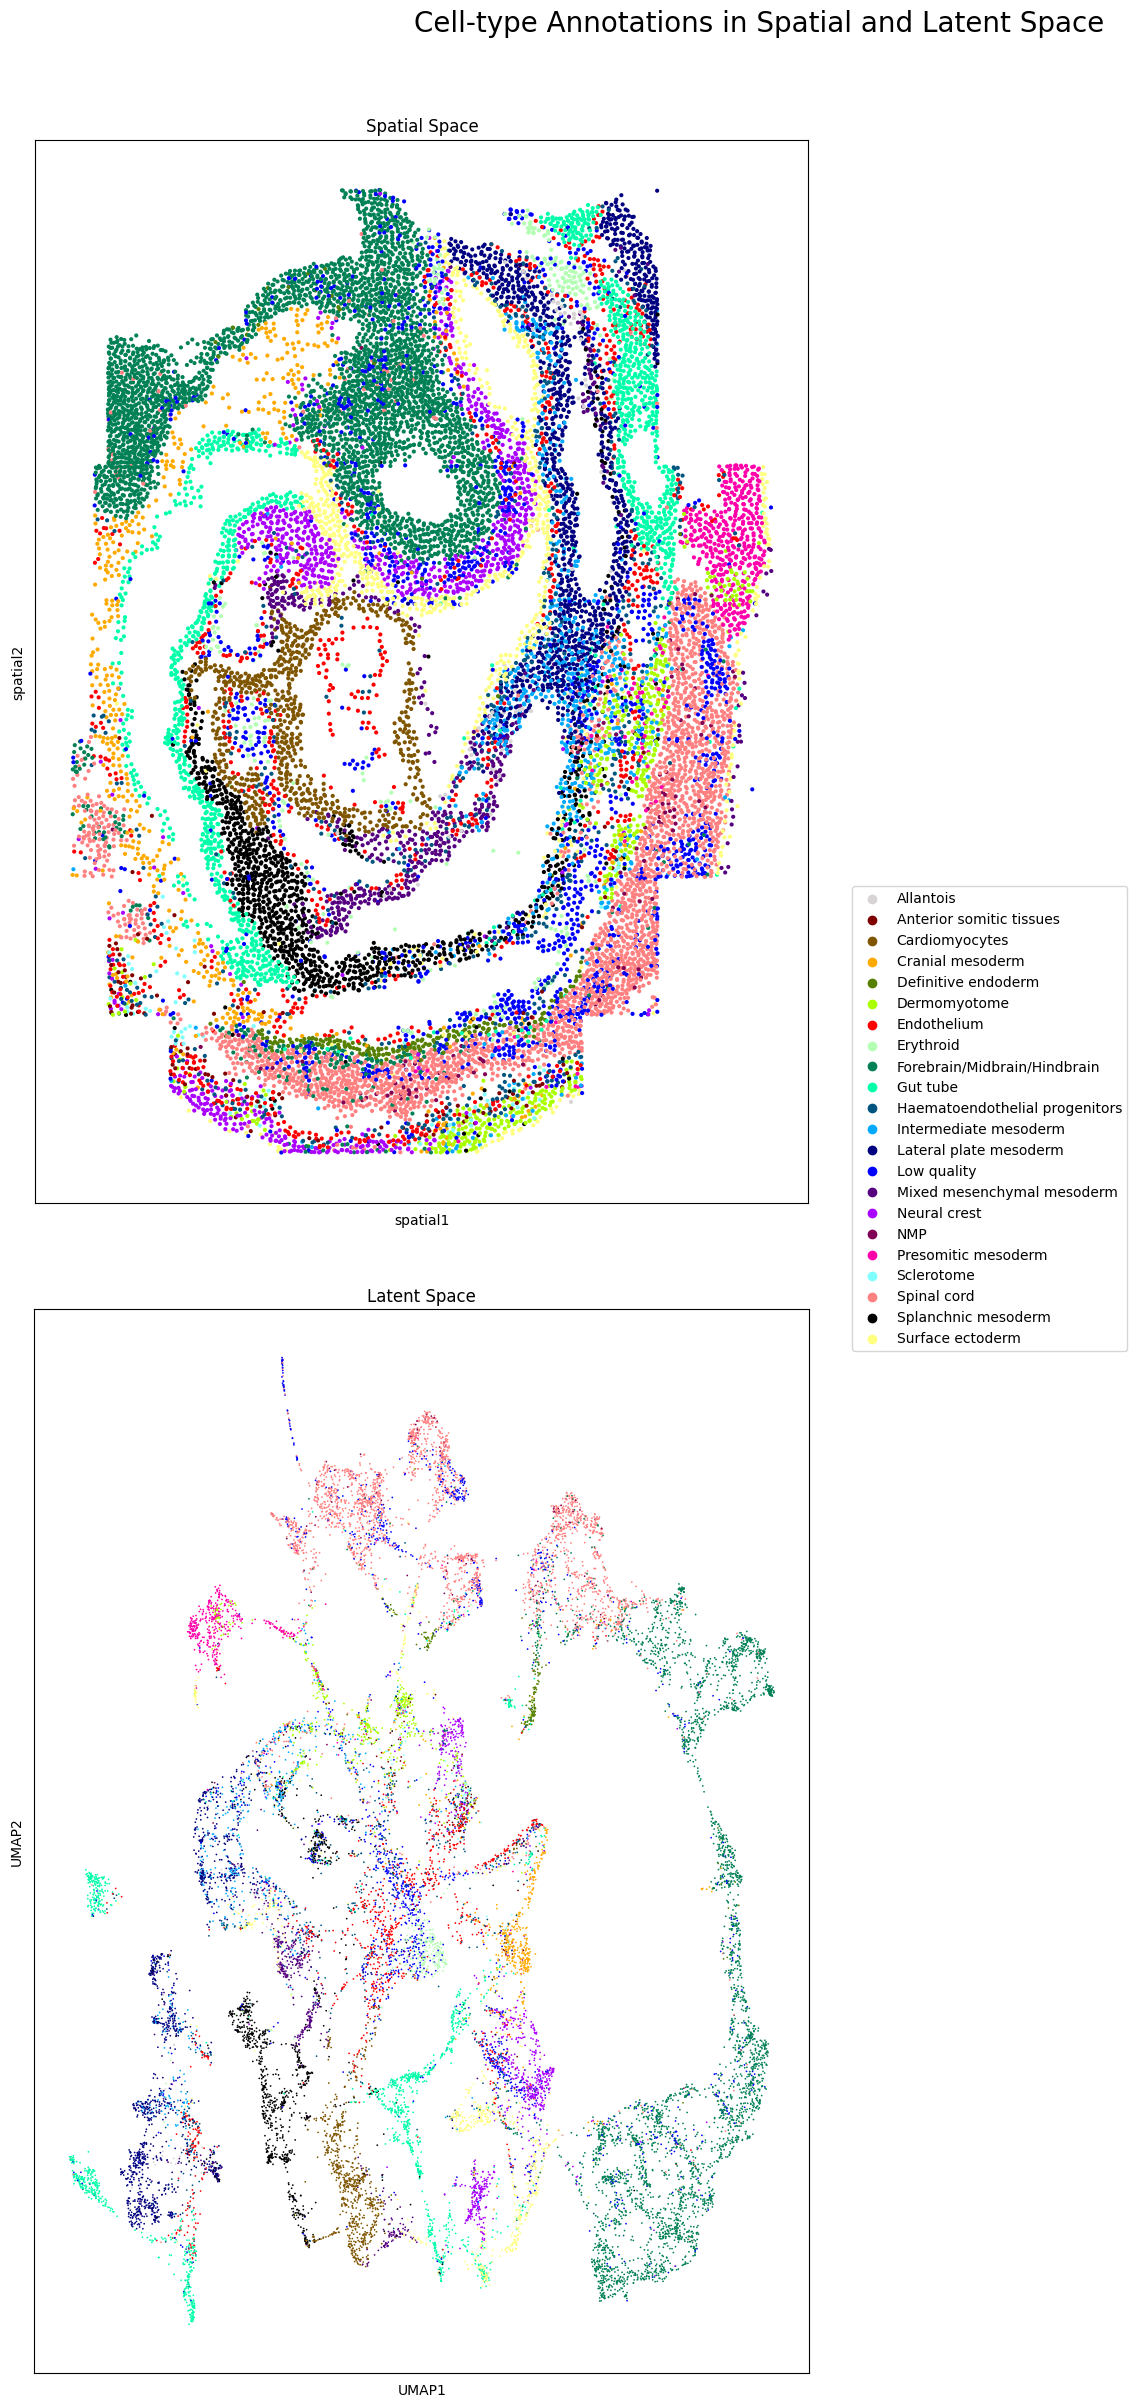 Cell-type Annotations in Spatial and Latent Space
Spatial Space
spatial2
spatial1
Allantois
Anterior somitic tissues
Cardiomyocytes
Cranial mesoderm
Definitive endoderm
Dermomyotome
Endothelium
Erythroid
Forebrain/Midbrain/Hindbrain
Gut tube
Haematoendothelial progenitors
Intermediate mesoderm
Lateral plate mesoderm
Low quality
Mixed mesenchymal mesoderm
Neural crest
NMP
Presomitic mesoderm
Sclerotome
Spinal cord
Splanchnic mesoderm
Surface ectoderm
Latent Space
UMAP2
UMAP1